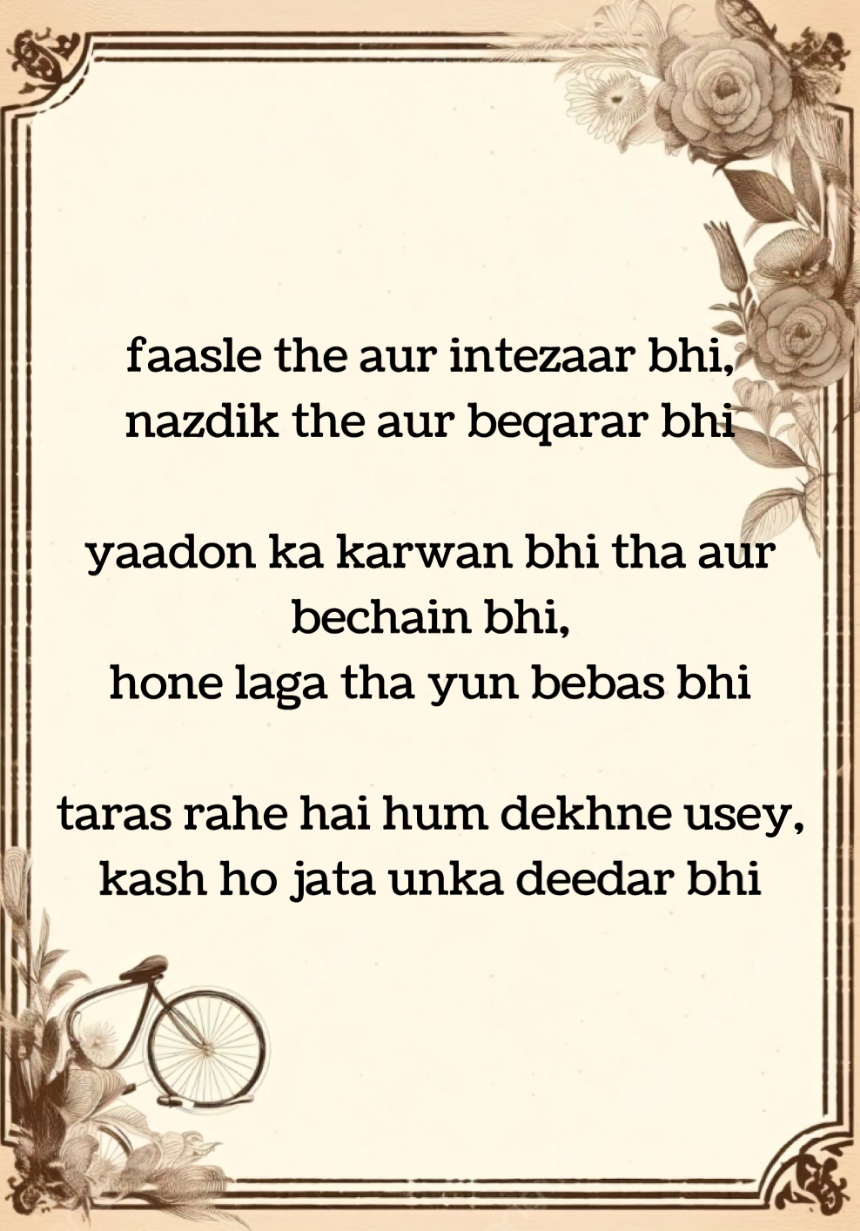 faasle the aur intezaar bhi,
nazdik the aur beqarar bhi
yaadon ka karwan bhi tha aur
bechain bhi,
hone laga tha yun bebas bhi
taras rahe hai hum dekhne usey,
kash ho jata unka deedar bhi